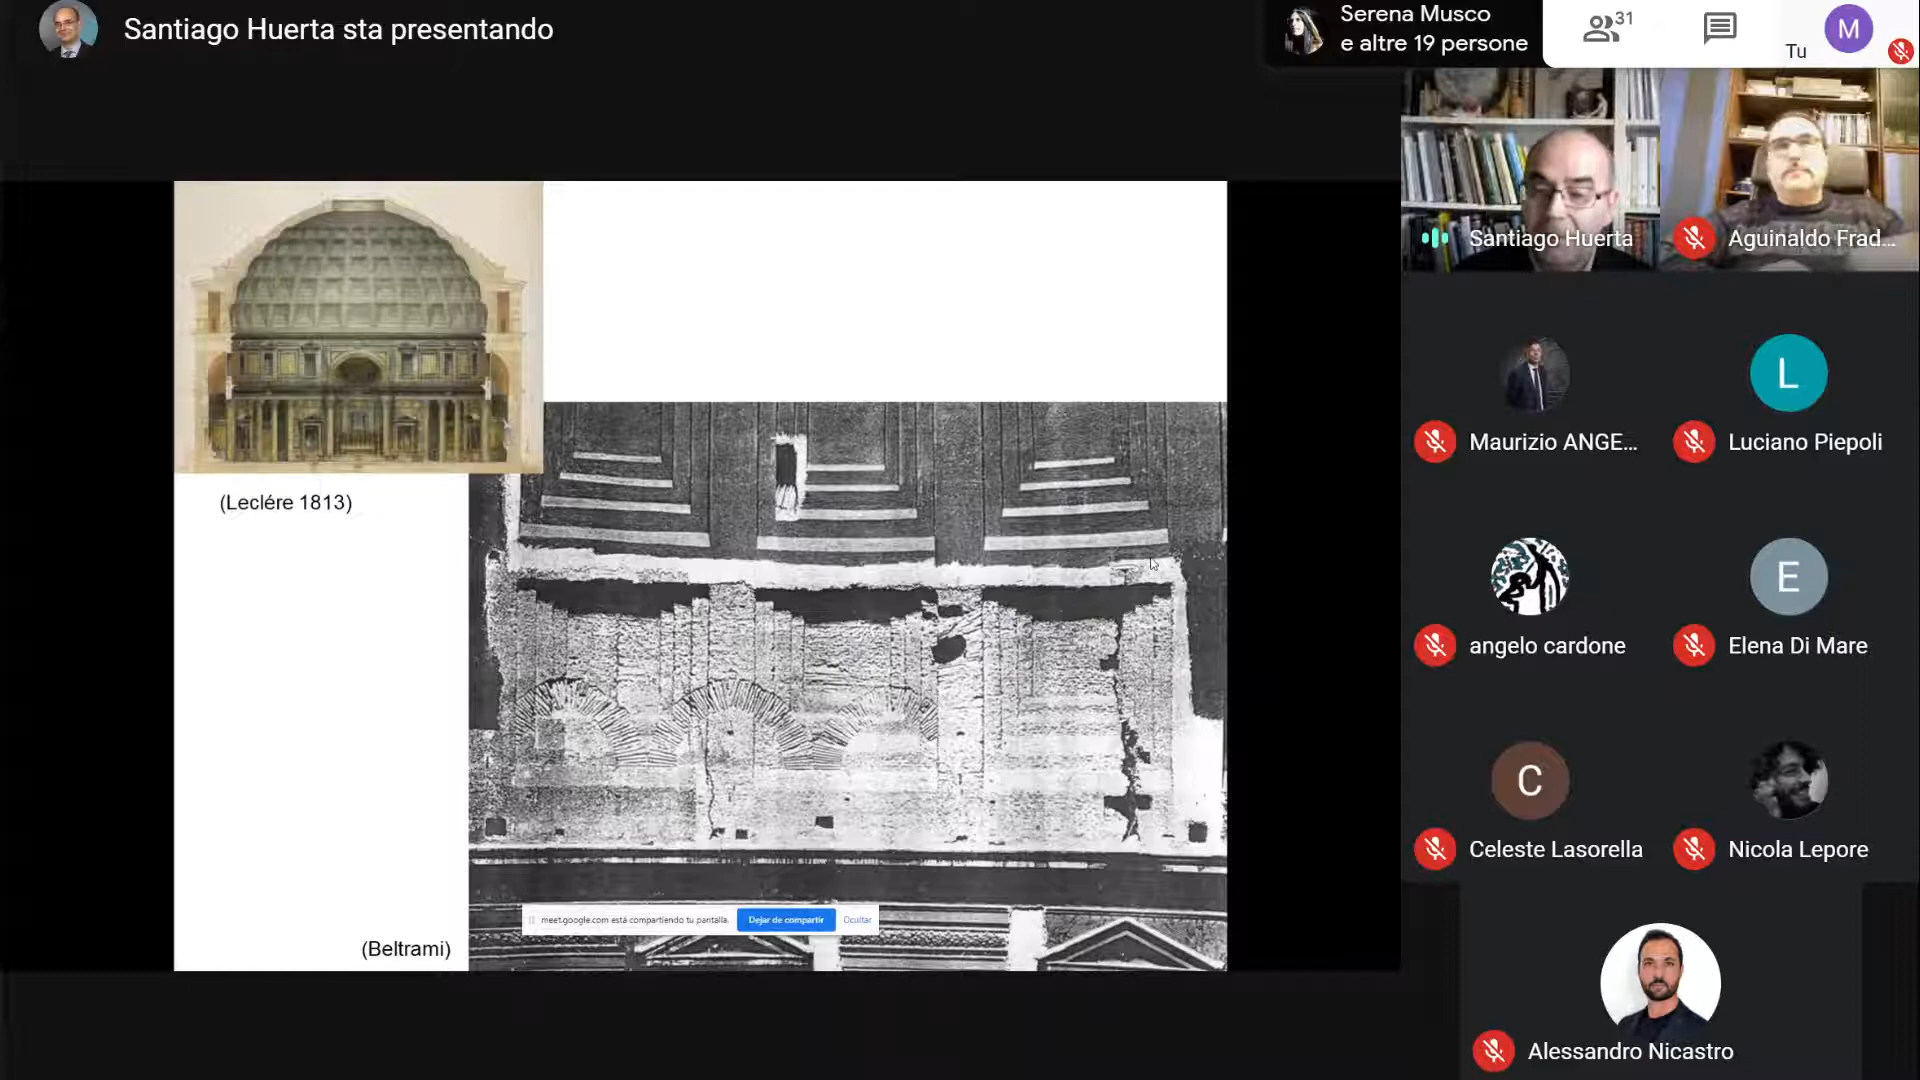 Santiago Huerta sta presentando
Serena Musco
e altre 19 persone
31
Tu
M
Santiago Huerta
Aguinaldo Frad...
(Leclére 1813)
L
Maurizio ANGE...
Luciano Piepoli
E
angelo cardone
Elena Di Mare
C
Celeste Lasorella
Nicola Lepore
meet.google.com está compartiendo tu pantalla.
Dejar de compartir
Ocultar
(Beltrami)
Alessandro Nicastro